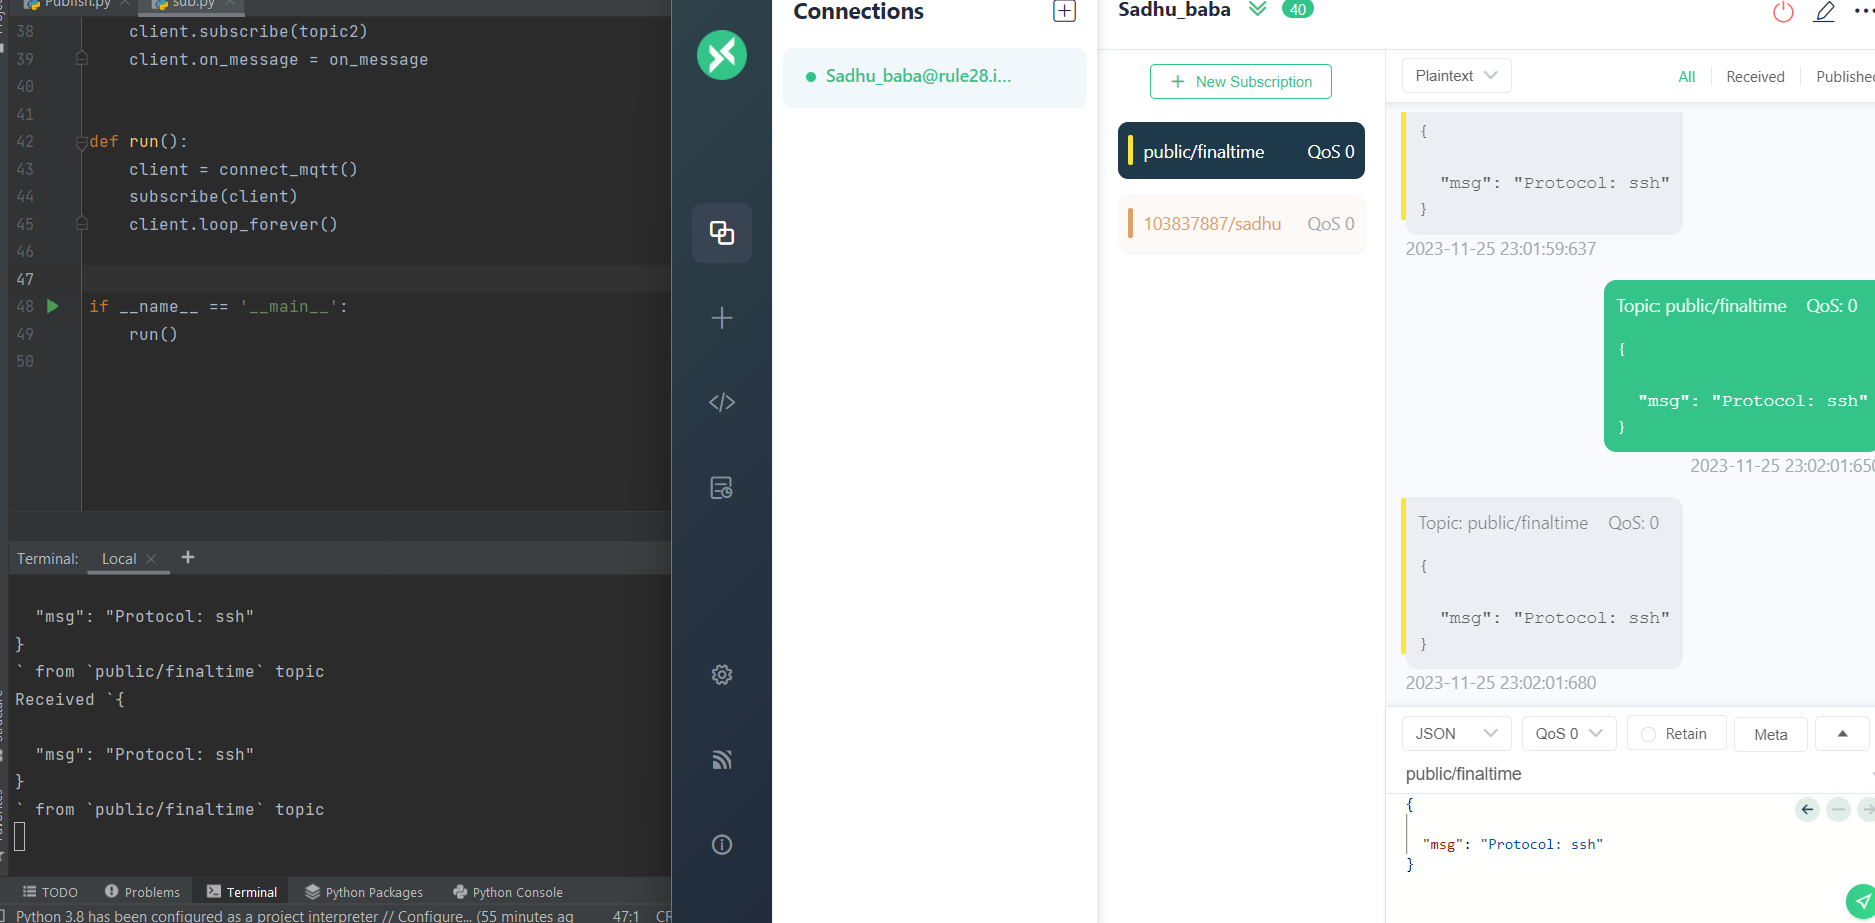 Publish.py
sub.py
38 client.subscribe(topic2)
39 client.on_message = on_message
40
41
42 def run():
43 client = connect_mqtt()
44 subscribe(client)
45 client.loop_forever()
46
47
48 if __name__ == '__main__':
49 run()
50
Terminal: Local +
"msg": "Protocol: ssh"
}
` from `public/finaltime` topic
Received `{
"msg": "Protocol: ssh"
}
` from `public/finaltime` topic
TODO Problems Terminal Python Packages Python Console
Python 3.8 has been configured as a project interpreter // Configure... (55 minutes ag 47:1 CR
Connections
Sadhu_baba@rule28.i...
Sadhu_baba 40
+ New Subscription
public/finaltime QoS 0
103837887/sadhu QoS 0
Plaintext All Received Published
{
"msg": "Protocol: ssh"
}
2023-11-25 23:01:59:637
Topic: public/finaltime QoS: 0
{
"msg": "Protocol: ssh"
}
2023-11-25 23:02:01:650
Topic: public/finaltime QoS: 0
{
"msg": "Protocol: ssh"
}
2023-11-25 23:02:01:680
JSON QoS 0 Retain Meta
public/finaltime
{
"msg": "Protocol: ssh"
}